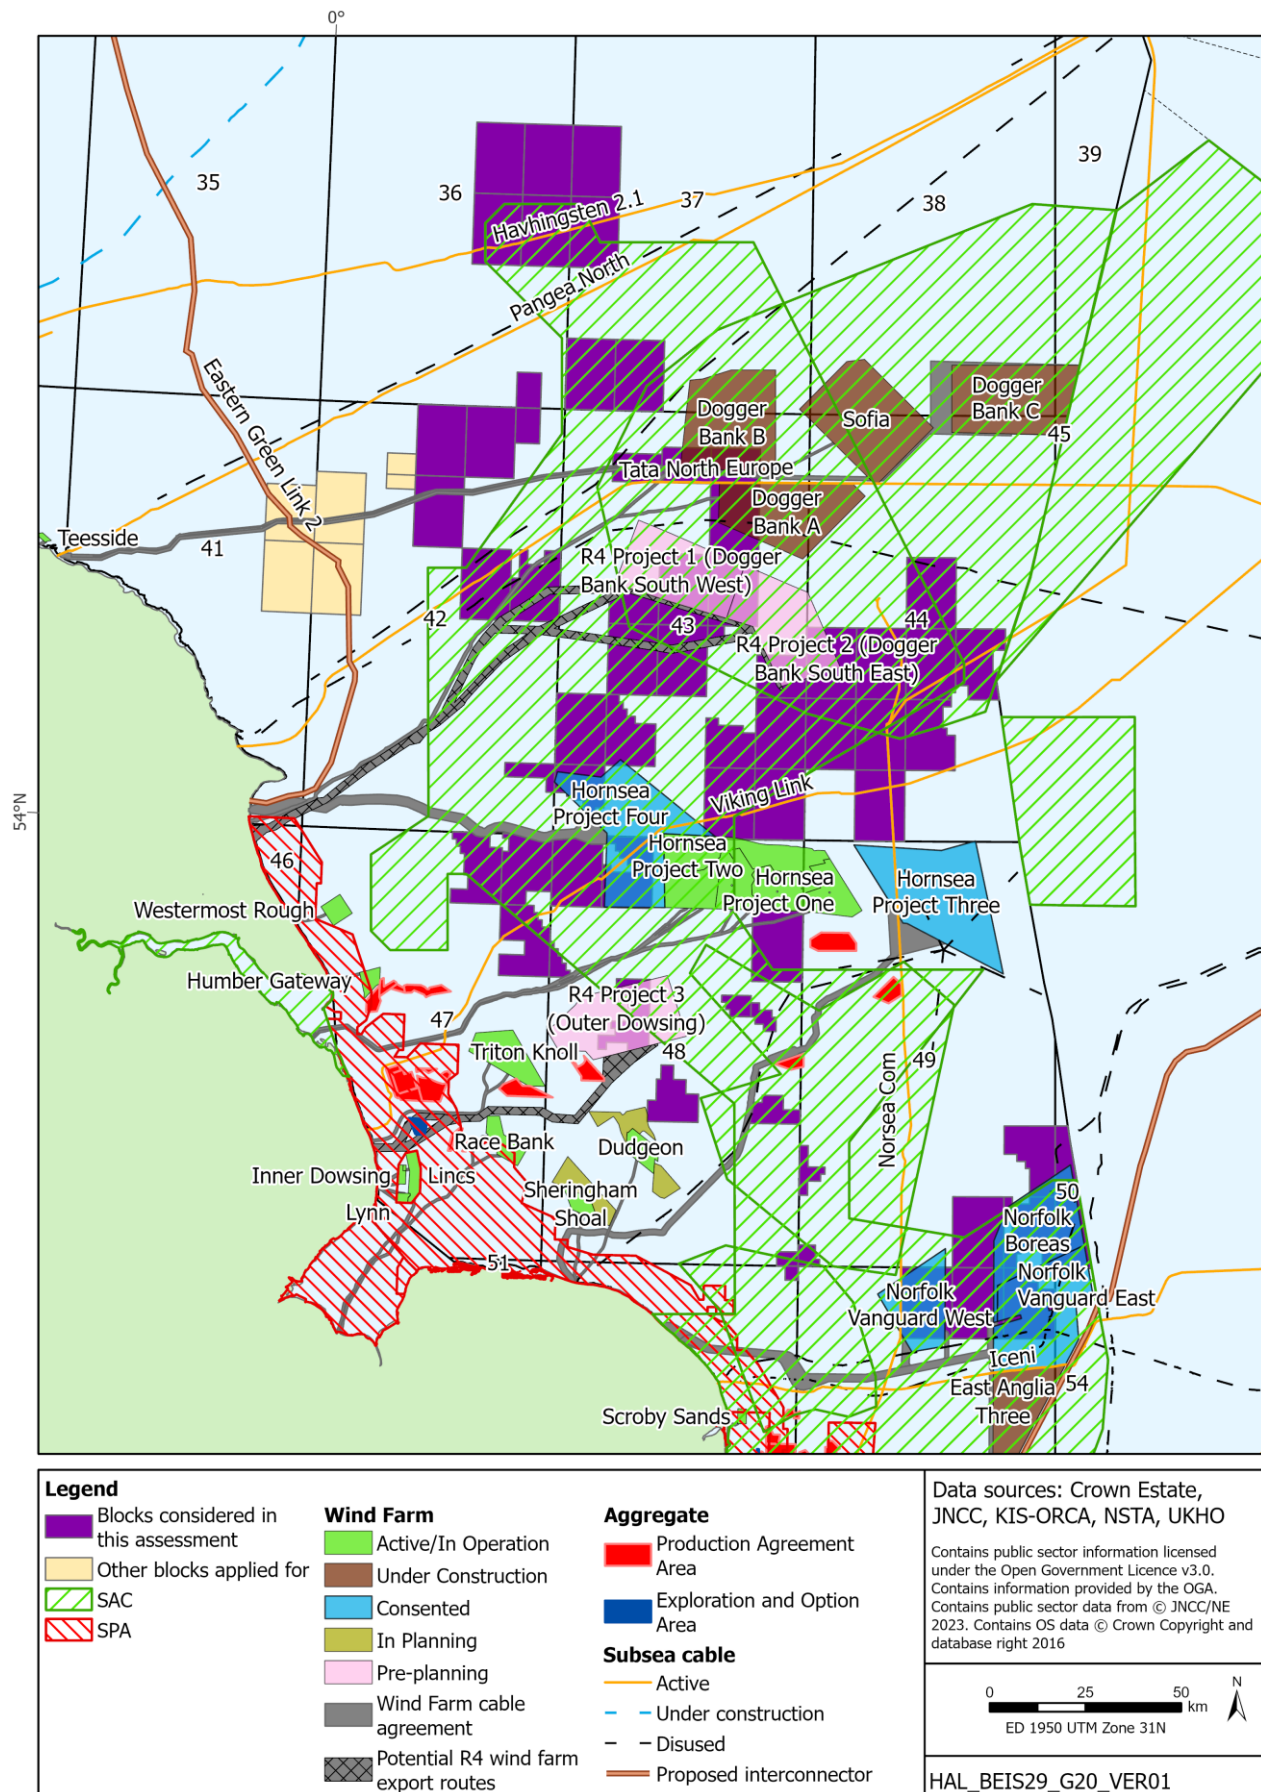 0°
35
36
37
38
39
Havhingsten 2.1
Pangea North
Eastern Green Link 2
Dogger
Bank B
Sofia
Dogger
Bank C
45
Tata North Europe
Dogger
Bank A
Teesside
41
R4 Project 1 (Dogger
Bank South West)
42
43
44
R4 Project 2 (Dogger
Bank South East)
54°N
Hornsea
Project Four
Viking Link
Hornsea
Project Two
46
Hornsea
Project One
Hornsea
Project Three
Westermost Rough
Humber Gateway
R4 Project 3
(Outer Dowsing)
47
Triton Knoll
48
49
Norsea Com
Race Bank
Dudgeon
Inner Dowsing
Lincs
Sheringham
Shoal
Lynn
50
Norfolk
Boreas
51
Norfolk
Vanguard East
Norfolk
Vanguard West
Iceni
East Anglia
Three
54
Scroby Sands
Legend
Blocks considered in
this assessment
Other blocks applied for
SAC
SPA
Wind Farm
Active/In Operation
Under Construction
Consented
In Planning
Pre-planning
Wind Farm cable
agreement
Potential R4 wind farm
export routes
Aggregate
Production Agreement
Area
Exploration and Option
Area
Subsea cable
Active
Under construction
Disused
Proposed interconnector
Data sources: Crown Estate,
JNCC, KIS-ORCA, NSTA, UKHO
Contains public sector information licensed
under the Open Government Licence v3.0.
Contains information provided by the OGA.
Contains public sector data from © JNCC/NE
2023. Contains OS data © Crown Copyright and
database right 2016
0 25 50
km
N
ED 1950 UTM Zone 31N
HAL_BEIS29_G20_VER01